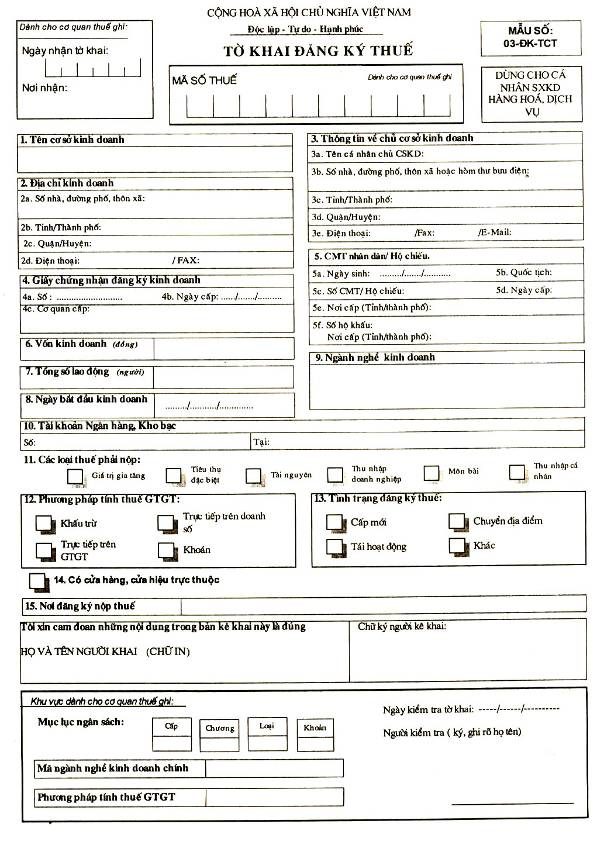 CỘNG HOÀ XÃ HỘI CHỦ NGHĨA VIỆT NAM
Độc lập - Tự do - Hạnh phúc
TỜ KHAI ĐĂNG KÝ THUẾ
Dành cho cơ quan thuế ghi:
Ngày nhận tờ khai:
Nơi nhận:
MÃ SỐ THUẾ
Dành cho cơ quan thuế ghi
MẪU SỐ:
03-ĐK-TCT
DÙNG CHO CÁ
NHÂN SXKD
HÀNG HOÁ, DỊCH
VỤ
1. Tên cơ sở kinh doanh
2. Địa chỉ kinh doanh
2a. Số nhà, đường phố, thôn xã:
2b. Tỉnh/Thành phố:
2c. Quận/Huyện:
2d. Điện thoại: / FAX:
3. Thông tin về chủ cơ sở kinh doanh
3a. Tên cá nhân chủ CSKD:
3b. Số nhà, đường phố, thôn xã hoặc hòm thư bưu điện:
3c. Tỉnh/Thành phố:
3d. Quận/Huyện:
3e. Điện thoại: /Fax: /E-Mail:
4. Giấy chứng nhận đăng ký kinh doanh
4a. Số : .......................... 4b. Ngày cấp: ...../....../.........
4c. Cơ quan cấp:
5. CMT nhân dân/ Hộ chiếu.
5a. Ngày sinh: ......../......./......... 5b. Quốc tịch:
5c. Số CMT/ Hộ chiếu: 5d. Ngày cấp:
5e. Nơi cấp (Tỉnh/thành phố):
5f. Số hộ khẩu:
Nơi cấp (Tỉnh/thành phố):
6. Vốn kinh doanh (đồng)
7. Tổng số lao động (người)
8. Ngày bắt đầu kinh doanh ........./.........../...........
9. Ngành nghề kinh doanh
10. Tài khoản Ngân hàng, Kho bạc
Số: Tại:
11. Các loại thuế phải nộp:
Giá trị gia tăng
Tiêu thụ
đặc biệt
Tài nguyên
Thu nhập
doanh nghiệp
Môn bài
Thu nhập cá
nhân
12. Phương pháp tính thuế GTGT:
Khấu trừ
Trực tiếp trên doanh
số
Trực tiếp trên
GTGT
Khoán
13. Tình trạng đăng ký thuế:
Cấp mới
Chuyển địa điểm
Tái hoạt động
Khác
14. Có cửa hàng, cửa hiệu trực thuộc
15. Nơi đăng ký nộp thuế
Tôi xin cam đoan những nội dung trong bản kê khai này là đúng
HỌ VÀ TÊN NGƯỜI KHAI (CHỮ IN)
Chữ ký người kê khai:
Khu vực dành cho cơ quan thuế ghi:
Mục lục ngân sách:
Cấp
Chương
Loại
Khoản
Mã ngành nghề kinh doanh chính
Phương pháp tính thuế GTGT
Ngày kiểm tra tờ khai: -----/------/----------
Người kiểm tra ( ký, ghi rõ họ tên)